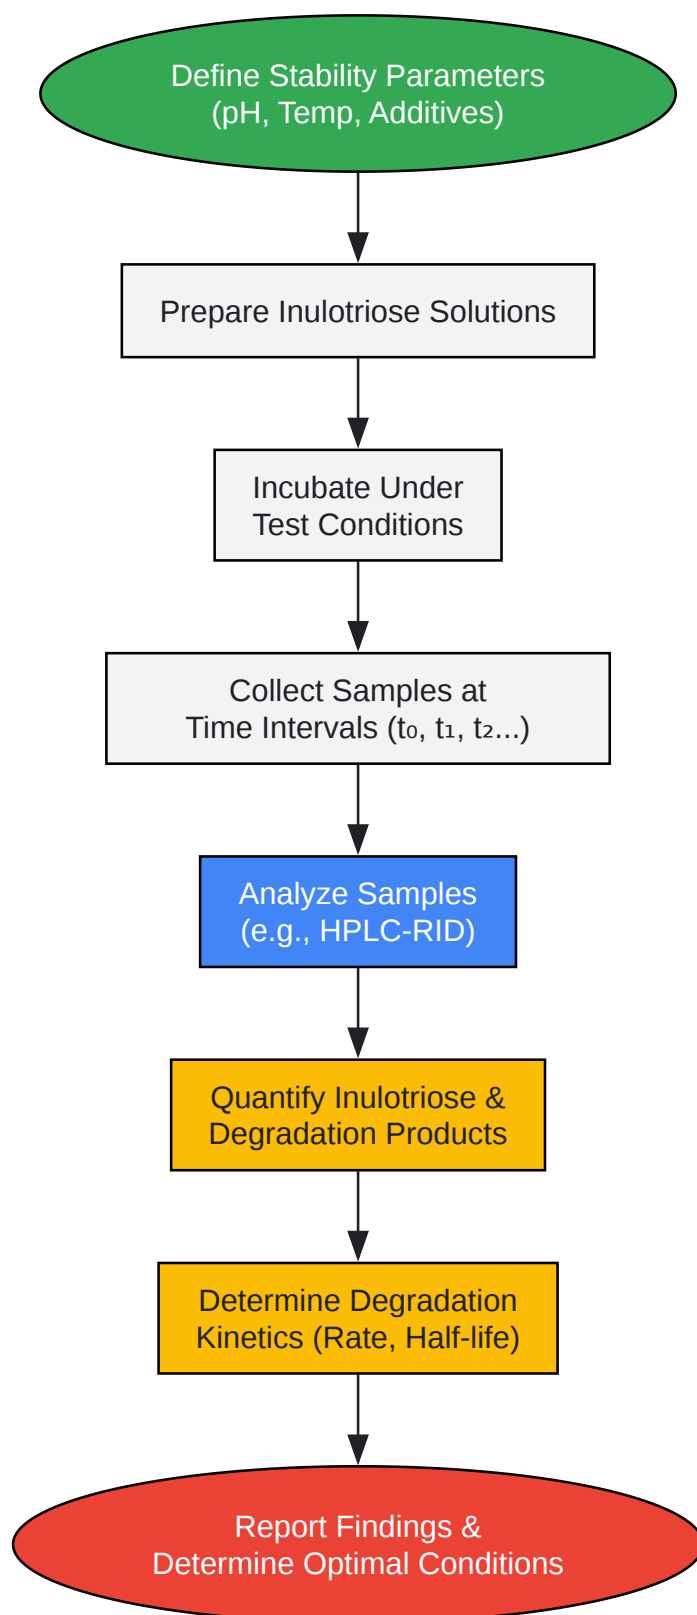 Define Stability Parameters
(pH, Temp, Additives)
Prepare Inulotriose Solutions
Incubate Under
Test Conditions
Collect Samples at
Time Intervals (t₀, t₁, t₂...)
Analyze Samples
(e.g., HPLC-RID)
Quantify Inulotriose &
Degradation Products
Determine Degradation
Kinetics (Rate, Half-life)
Report Findings &
Determine Optimal Conditions